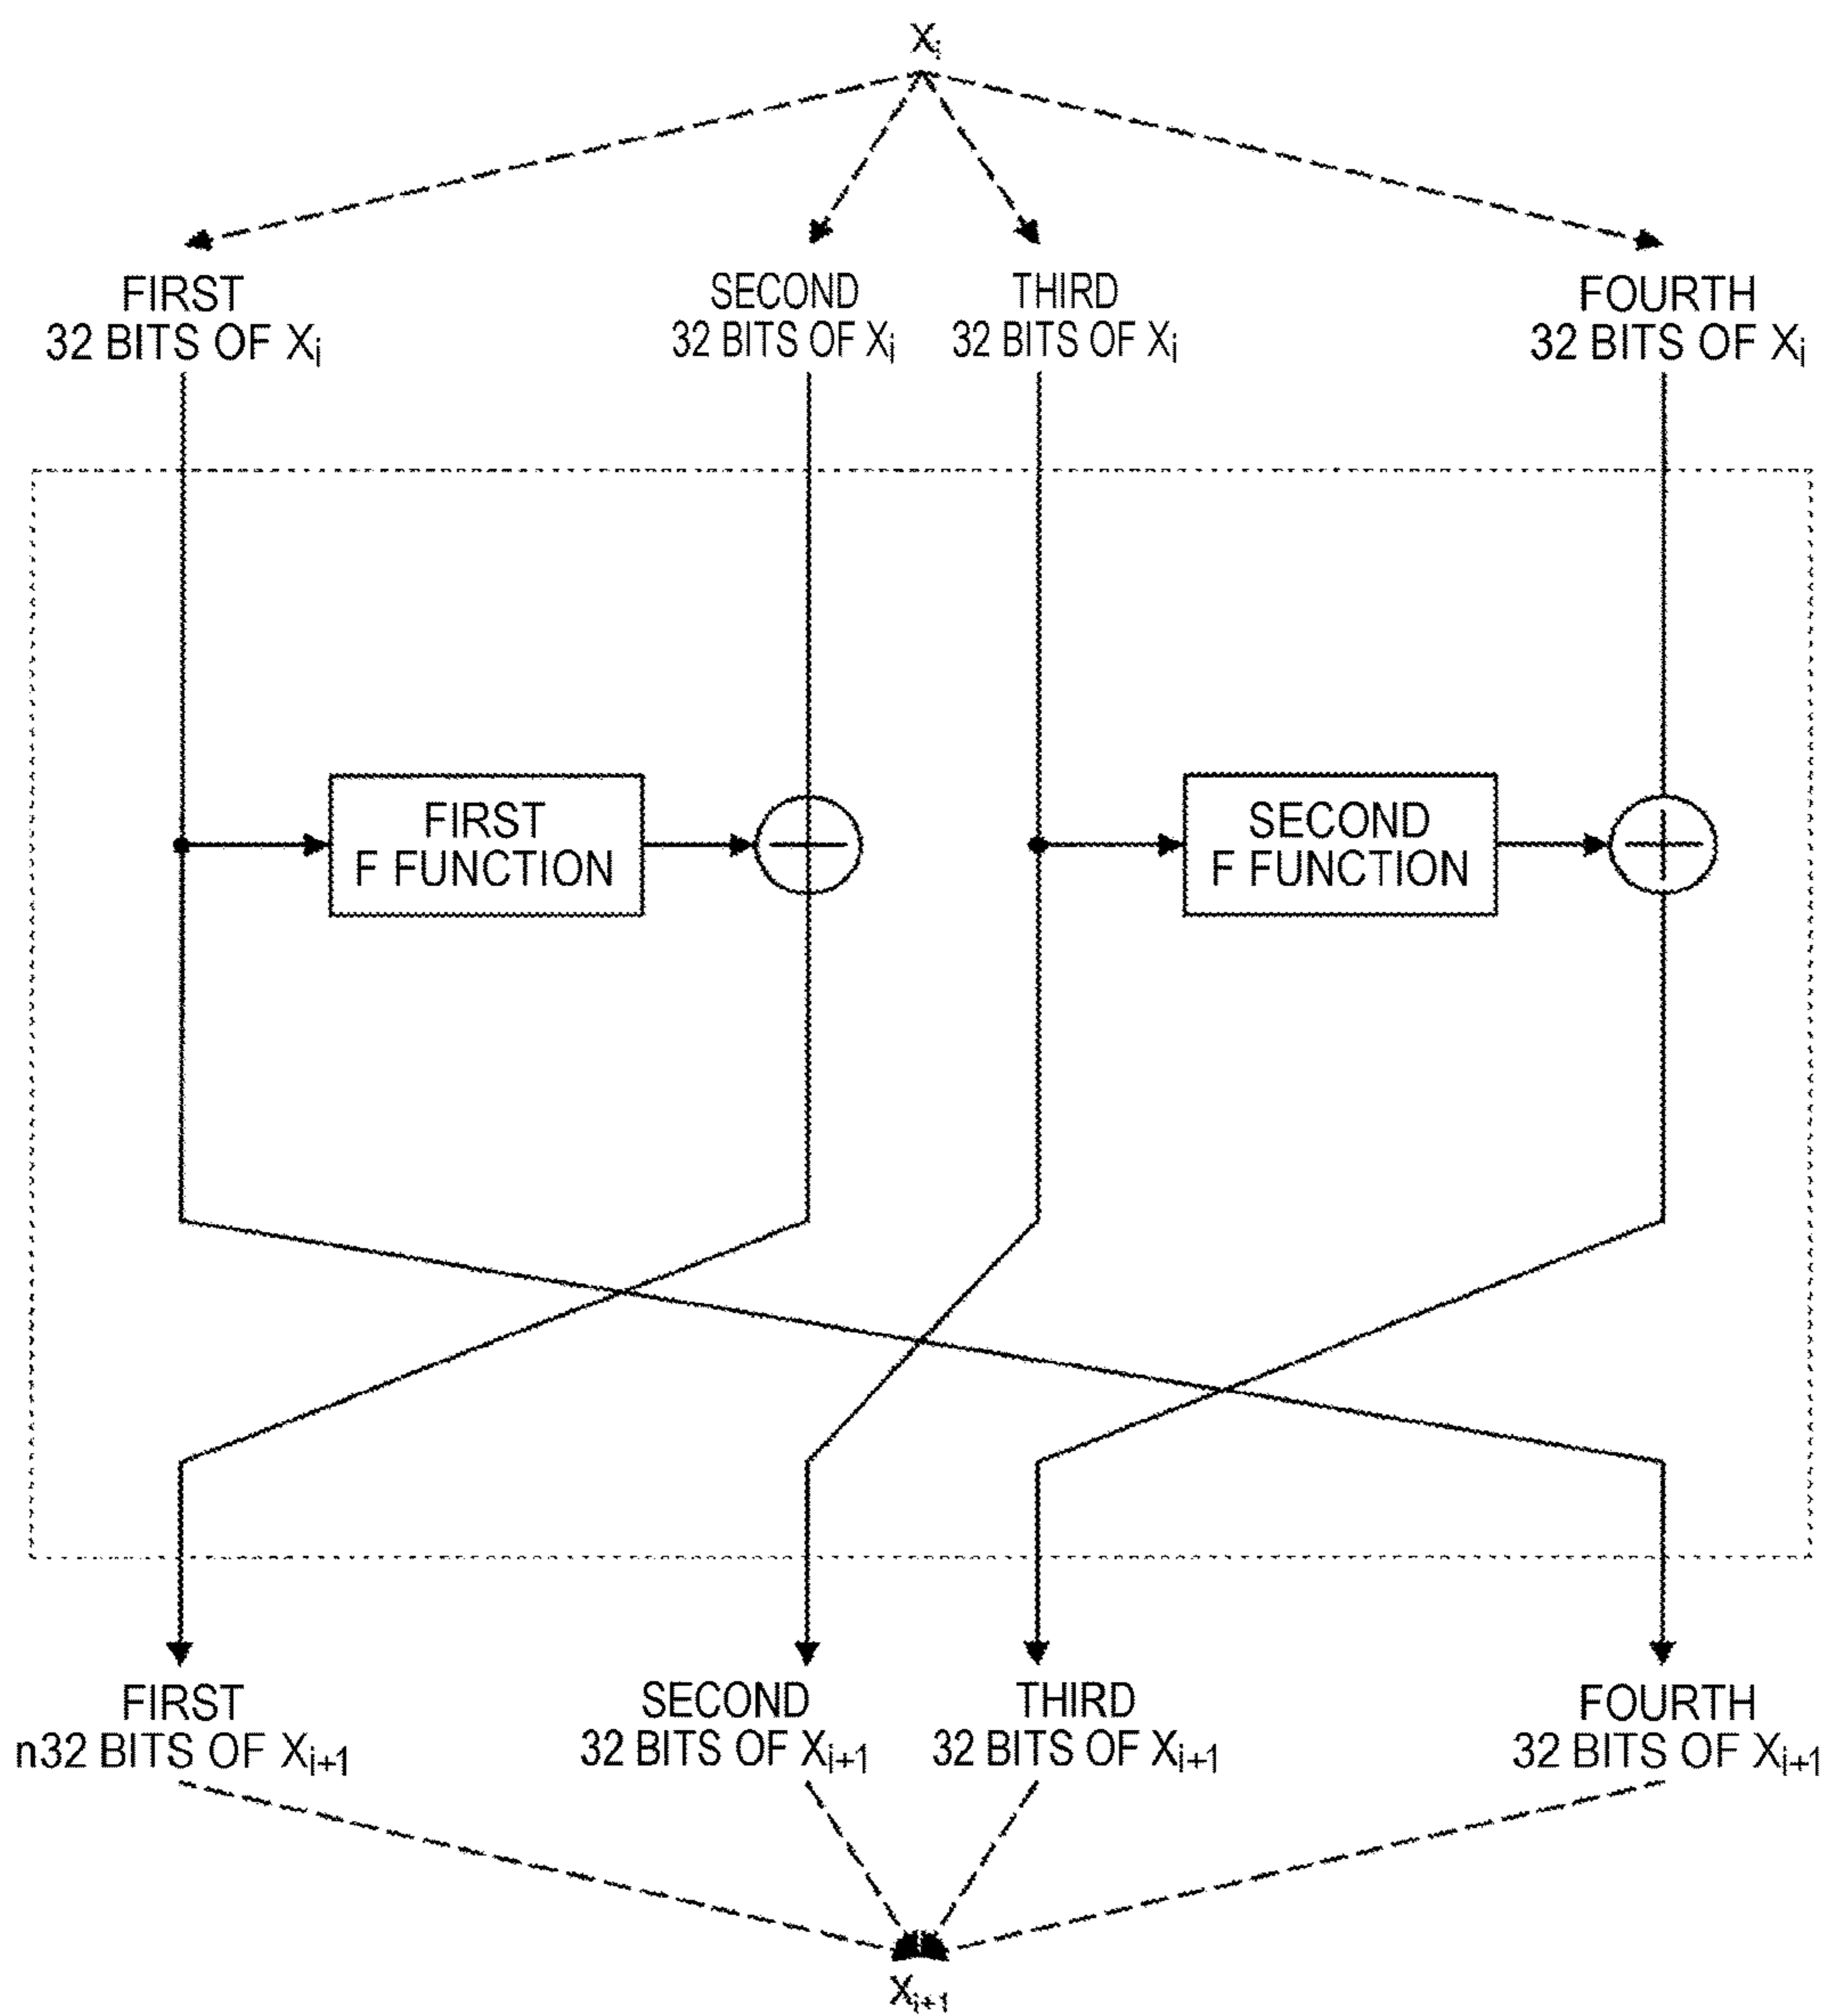 Xi
FIRST
32 BITS OF Xi
SECOND
32 BITS OF Xi
THIRD
32 BITS OF Xi
FOURTH
32 BITS OF Xi
FIRST
F FUNCTION
SECOND
F FUNCTION
FIRST
n32 BITS OF Xi+1
SECOND
32 BITS OF Xi+1
THIRD
32 BITS OF Xi+1
FOURTH
32 BITS OF Xi+1
Xi+1